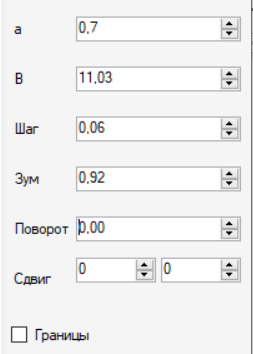 a 0,7
B 11,03
Шаг 0,06
Зум 0,92
Поворот 0,00
Сдвиг 0 0
Границы